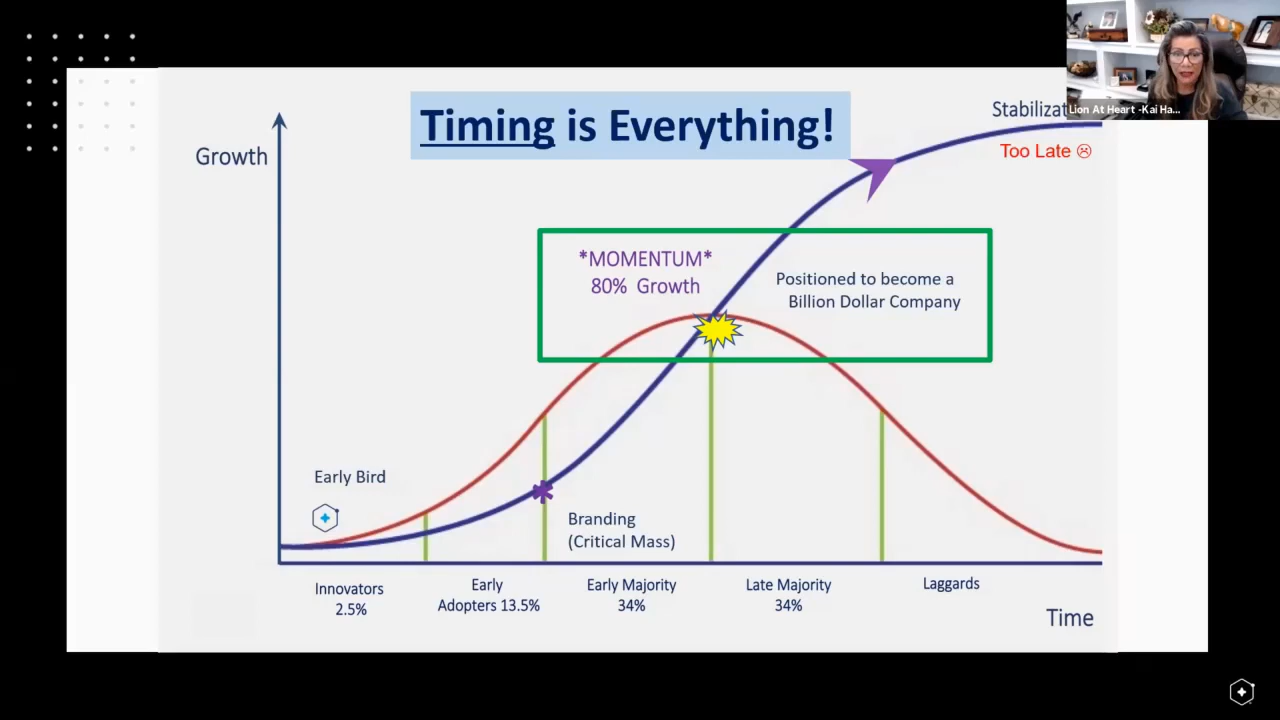 Timing is Everything!
Growth
Stabilizat
Lion At Heart -Kai Ha...
Too Late ☹
*MOMENTUM*
80% Growth
Positioned to become a
Billion Dollar Company
Early Bird
Branding
(Critical Mass)
Innovators
2.5%
Early
Adopters 13.5%
Early Majority
34%
Late Majority
34%
Laggards
Time